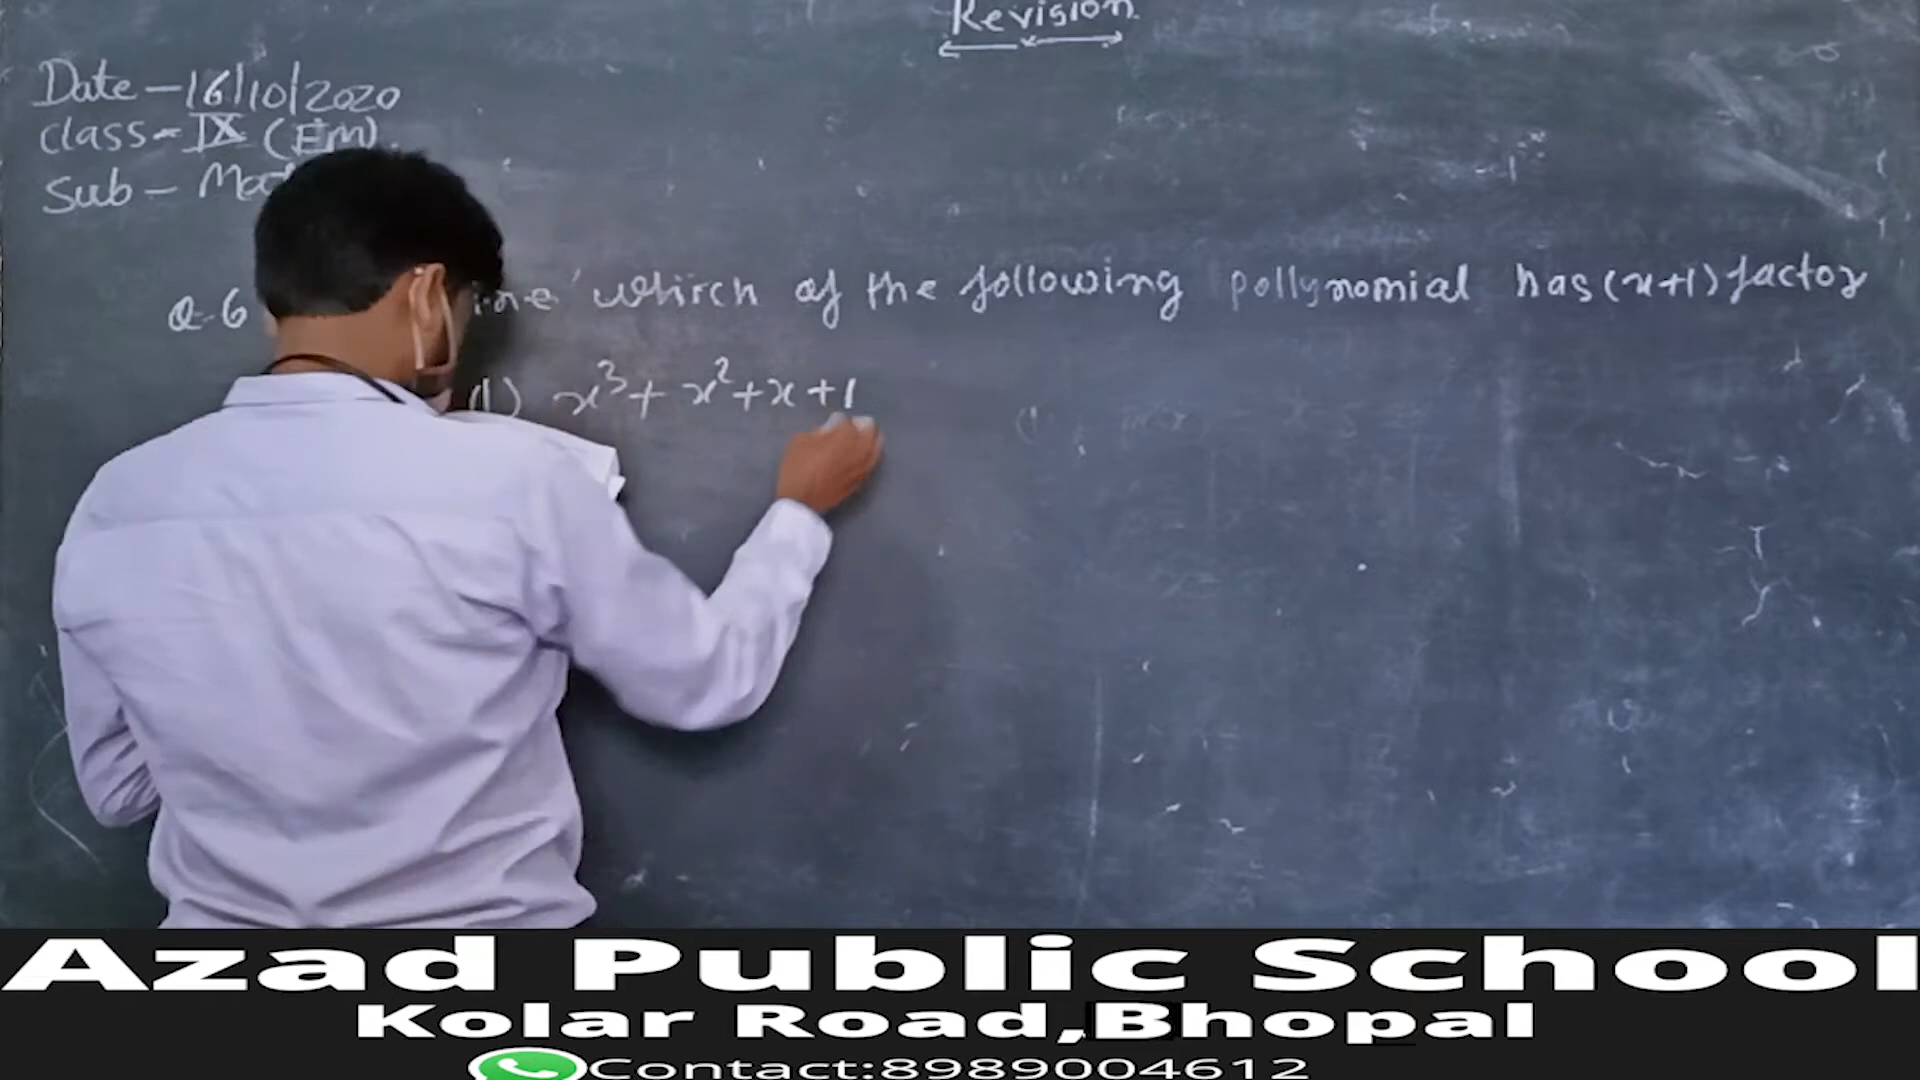 Revision
Date - 16/10/2020
Class - IX (EM)
Sub -
Q-6 which of the following pollynomial has (x+1) factor
(1) x³ + x² + x + 1
Azad Public School
Kolar Road,Bhopal
Contact:8989004612